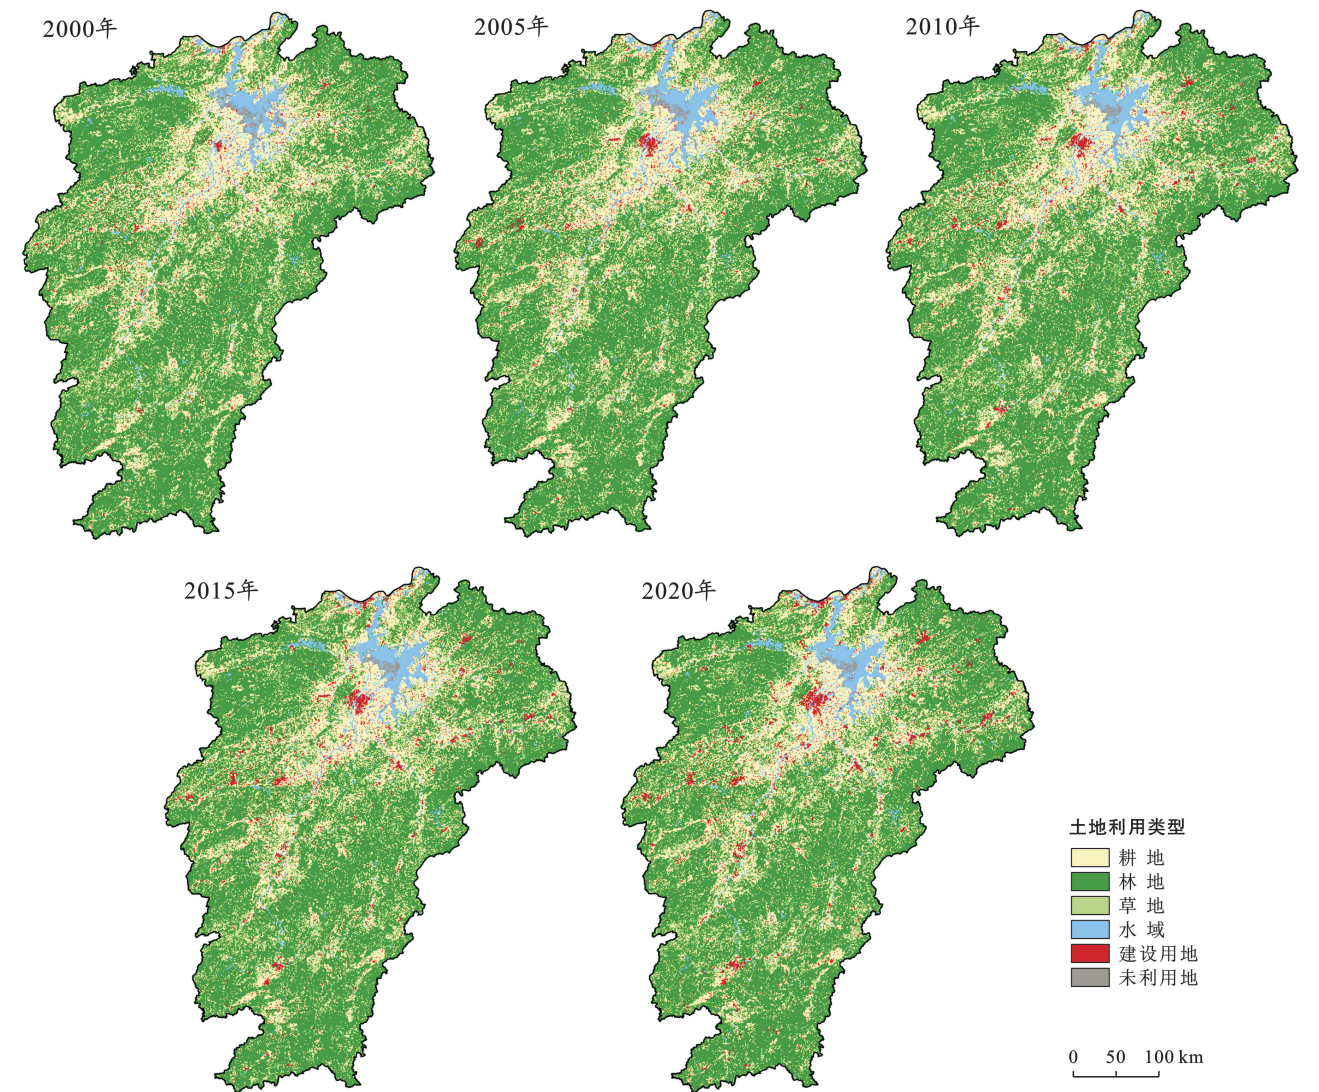 2000年
2005年
2010年
2015年
2020年
土地利用类型
耕 地
林 地
草 地
水 域
建设用地
未利用地
0 50 100 km